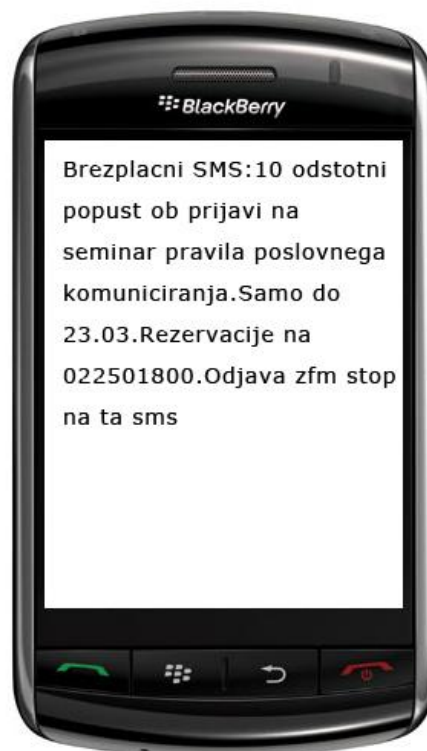 BlackBerry
Brezplacni SMS:10 odstotni
popust ob prijavi na
seminar pravila poslovnega
komuniciranja.Samo do
23.03.Rezervacije na
022501800.Odjava zfm stop
na ta sms